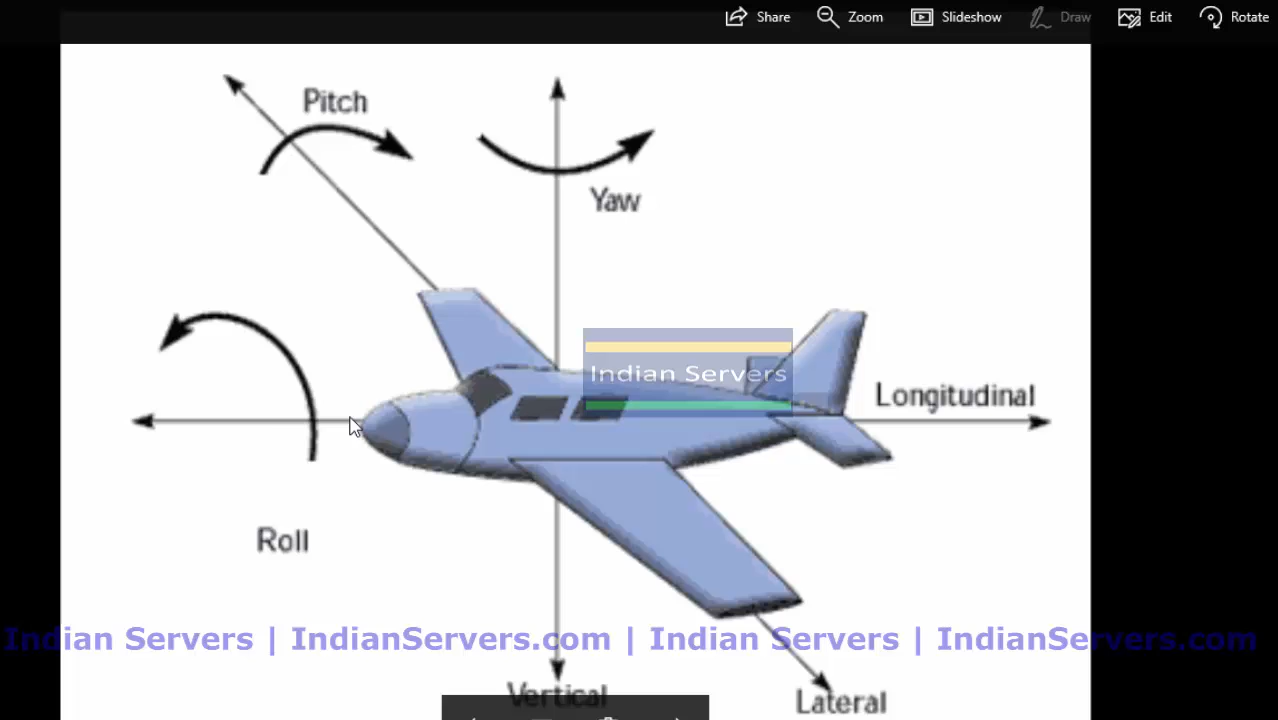 Share Zoom Slideshow Draw Edit Rotate
Pitch
Yaw
Indian Servers
Longitudinal
Roll
Indian Servers | IndianServers.com | Indian Servers | IndianServers.com
Vertical
Lateral